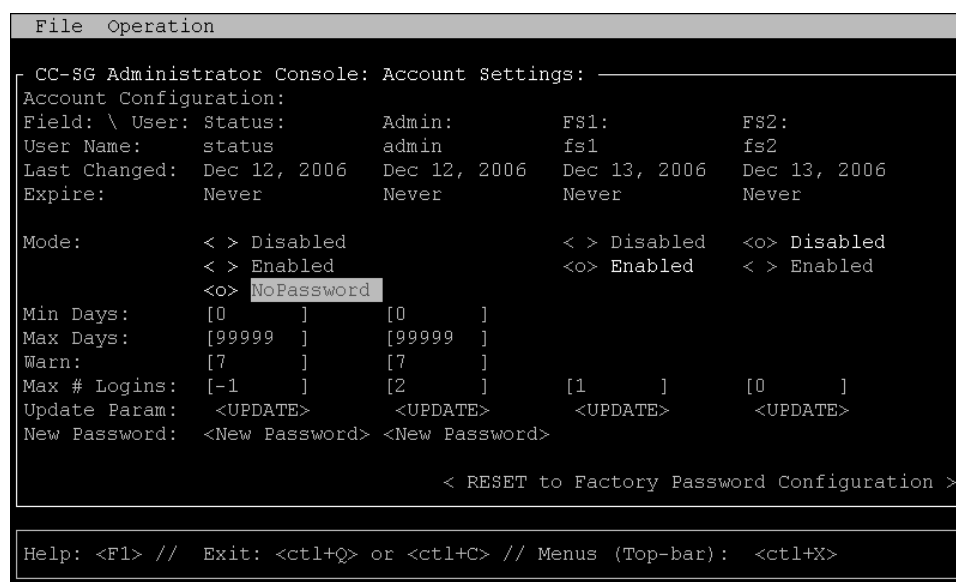 File Operation
CC-SG Administrator Console: Account Settings:
Account Configuration:
Field: \ User: Status: Admin: FS1: FS2:
User Name: status admin fs1 fs2
Last Changed: Dec 12, 2006 Dec 12, 2006 Dec 13, 2006 Dec 13, 2006
Expire: Never Never Never Never
Mode: < > Disabled < > Disabled <o> Disabled
< > Enabled <o> Enabled < > Enabled
<o> NoPassword
Min Days: [0 ] [0 ]
Max Days: [99999 ] [99999 ]
Warn: [7 ] [7 ]
Max # Logins: [-1 ] [2 ] [1 ] [0 ]
Update Param: <UPDATE> <UPDATE> <UPDATE> <UPDATE>
New Password: <New Password> <New Password>
< RESET to Factory Password Configuration >
Help: <F1> // Exit: <ctl+Q> or <ctl+C> // Menus (Top-bar): <ctl+X>